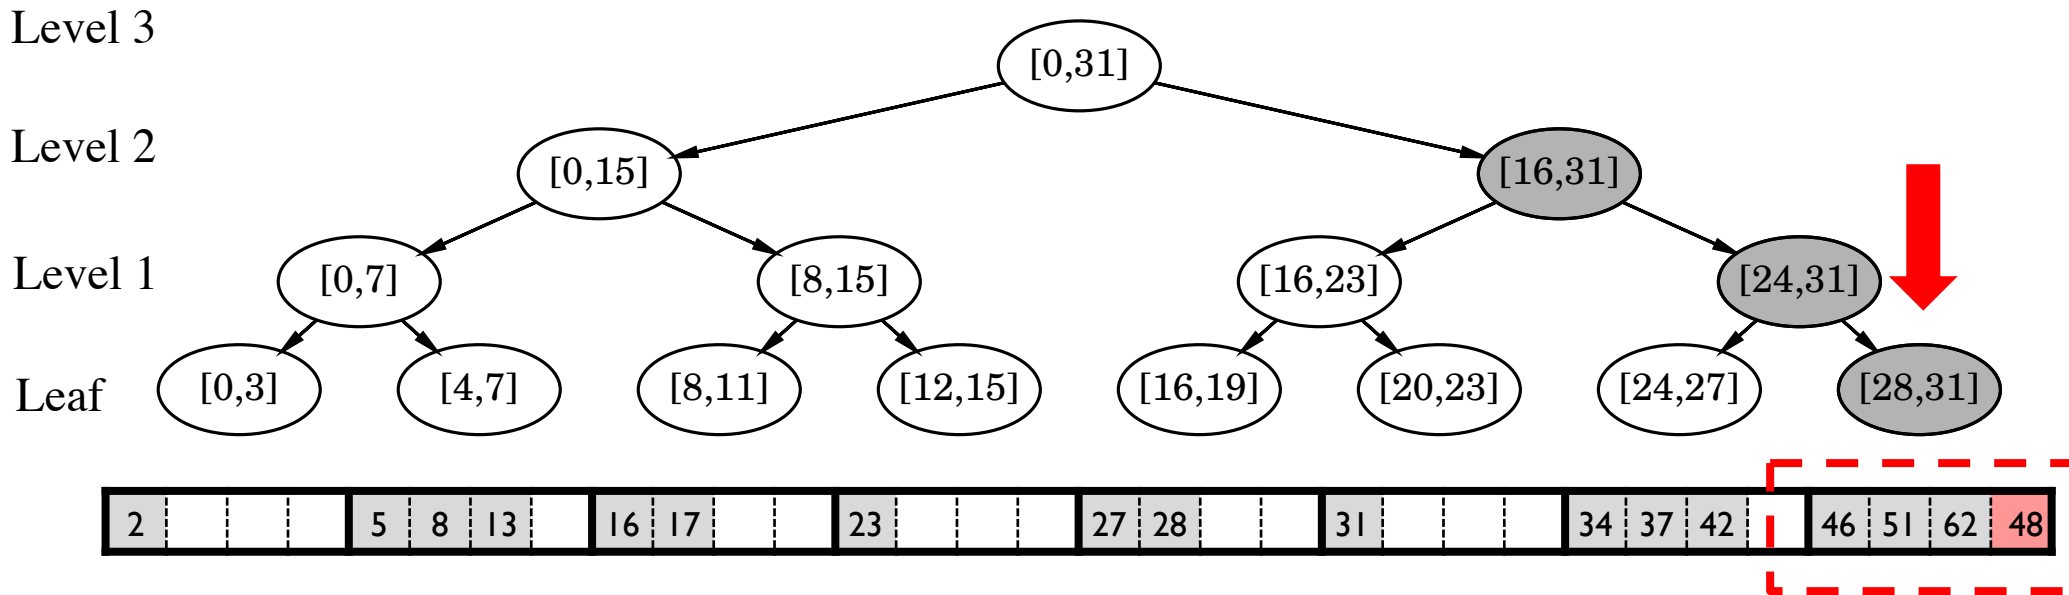 Level 3
[0,31]
Level 2
[0,15] [16,31]
Level 1
[0,7] [8,15] [16,23] [24,31]
Leaf
[0,3] [4,7] [8,11] [12,15] [16,19] [20,23] [24,27] [28,31]
2 5 8 13 16 17 23 27 28 31 34 37 42 46 51 62 48